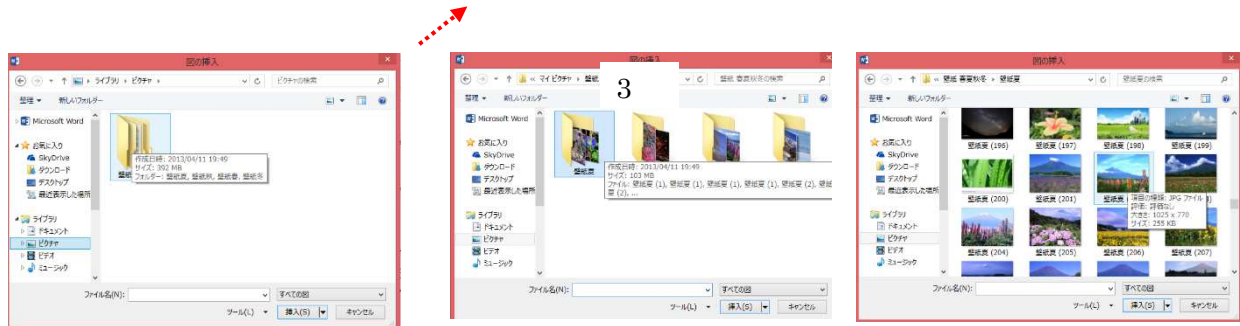 図の挿入
ライブラリ ▸ ピクチャ ▸
ピクチャの検索
整理 ▾ 新しいフォルダー
Microsoft Word
お気に入り
SkyDrive
ダウンロード
デスクトップ
最近表示した場所
ライブラリ
ドキュメント
ピクチャ
ビデオ
ミュージック
作成日時: 2013/04/11 19:49
サイズ: 392 MB
フォルダー: 壁紙夏, 壁紙秋, 壁紙春, 壁紙冬
ファイル名(N):
すべての図
ツール(L) ▾ 挿入(S) キャンセル
図の挿入
3
« マイ ピクチャ ▸ 壁紙
壁紙 春夏秋冬の検索
整理 ▾ 新しいフォルダー
Microsoft Word
お気に入り
SkyDrive
ダウンロード
デスクトップ
最近表示した場所
ライブラリ
ドキュメント
ピクチャ
ビデオ
ミュージック
壁紙夏
作成日時: 2013/04/11 19:49
サイズ: 103 MB
ファイル: 壁紙夏 (1), 壁紙夏 (1), 壁紙夏 (1), 壁紙夏 (1), 壁紙夏 (2), 壁紙
夏 (2), ...
ファイル名(N):
すべての図
ツール(L) ▾ 挿入(S) キャンセル
図の挿入
« 壁紙 春夏秋冬 ▸ 壁紙夏
壁紙夏の検索
整理 ▾ 新しいフォルダー
Microsoft Word
お気に入り
SkyDrive
ダウンロード
デスクトップ
最近表示した場所
ライブラリ
ドキュメント
ピクチャ
ビデオ
ミュージック
壁紙夏 (196) 壁紙夏 (197) 壁紙夏 (198) 壁紙夏 (199)
壁紙夏 (200) 壁紙夏 (201) 壁紙夏
項目の種類: JPG ファイル
評価: 評価なし
大きさ: 1025 x 770
サイズ: 255 KB
壁紙夏 (204) 壁紙夏 (205) 壁紙夏 (206) 壁紙夏 (207)
ファイル名(N):
すべての図
ツール(L) ▾ 挿入(S) キャンセル